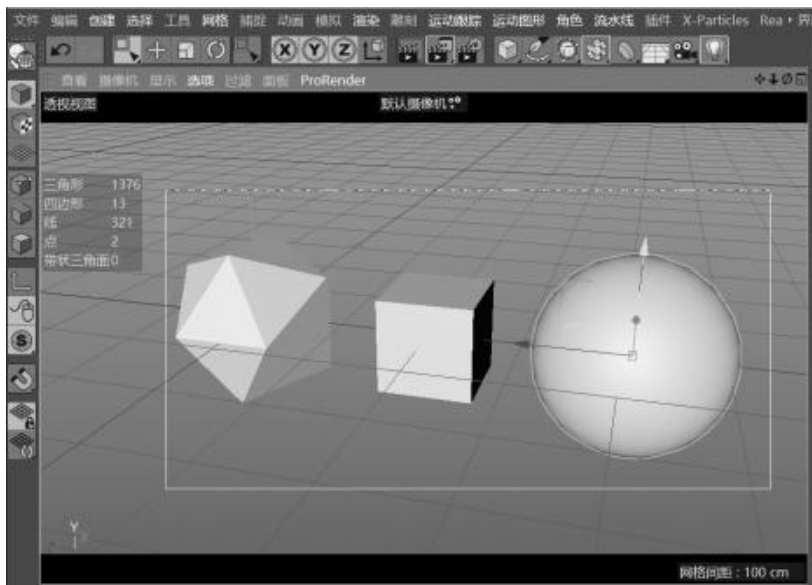 文件 编辑 创建 选择 工具 网格 捕捉 动画 模拟 渲染 雕刻 运动跟踪 运动图形 角色 流水线 插件 X-Particles Rea
X Y Z
查看 摄像机 显示 选项 过滤 面板 ProRender
透视视图 默认摄像机
三角形 1376
四边形 13
线 321
点 2
带状三角面 0
S
Y
网格间距 : 100 cm